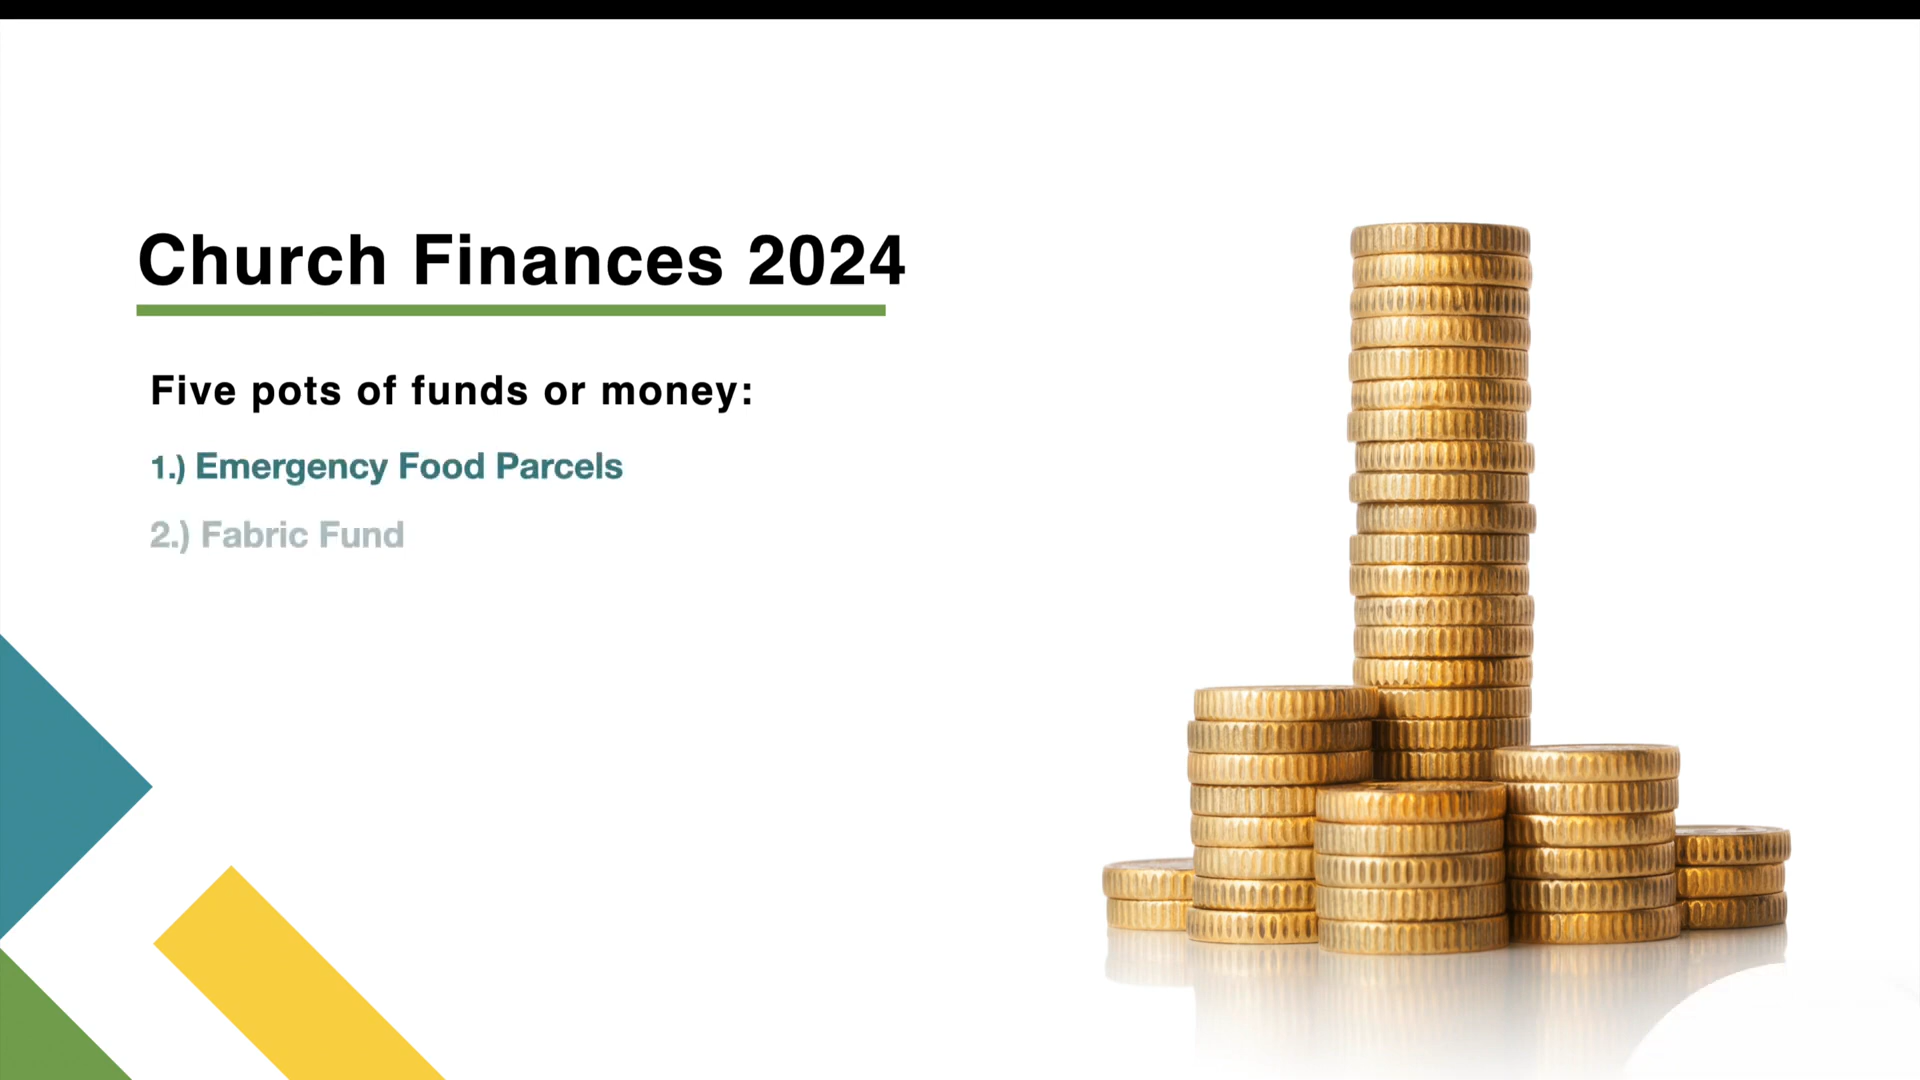 Church Finances 2024
Five pots of funds or money:
1.) Emergency Food Parcels
2.) Fabric Fund